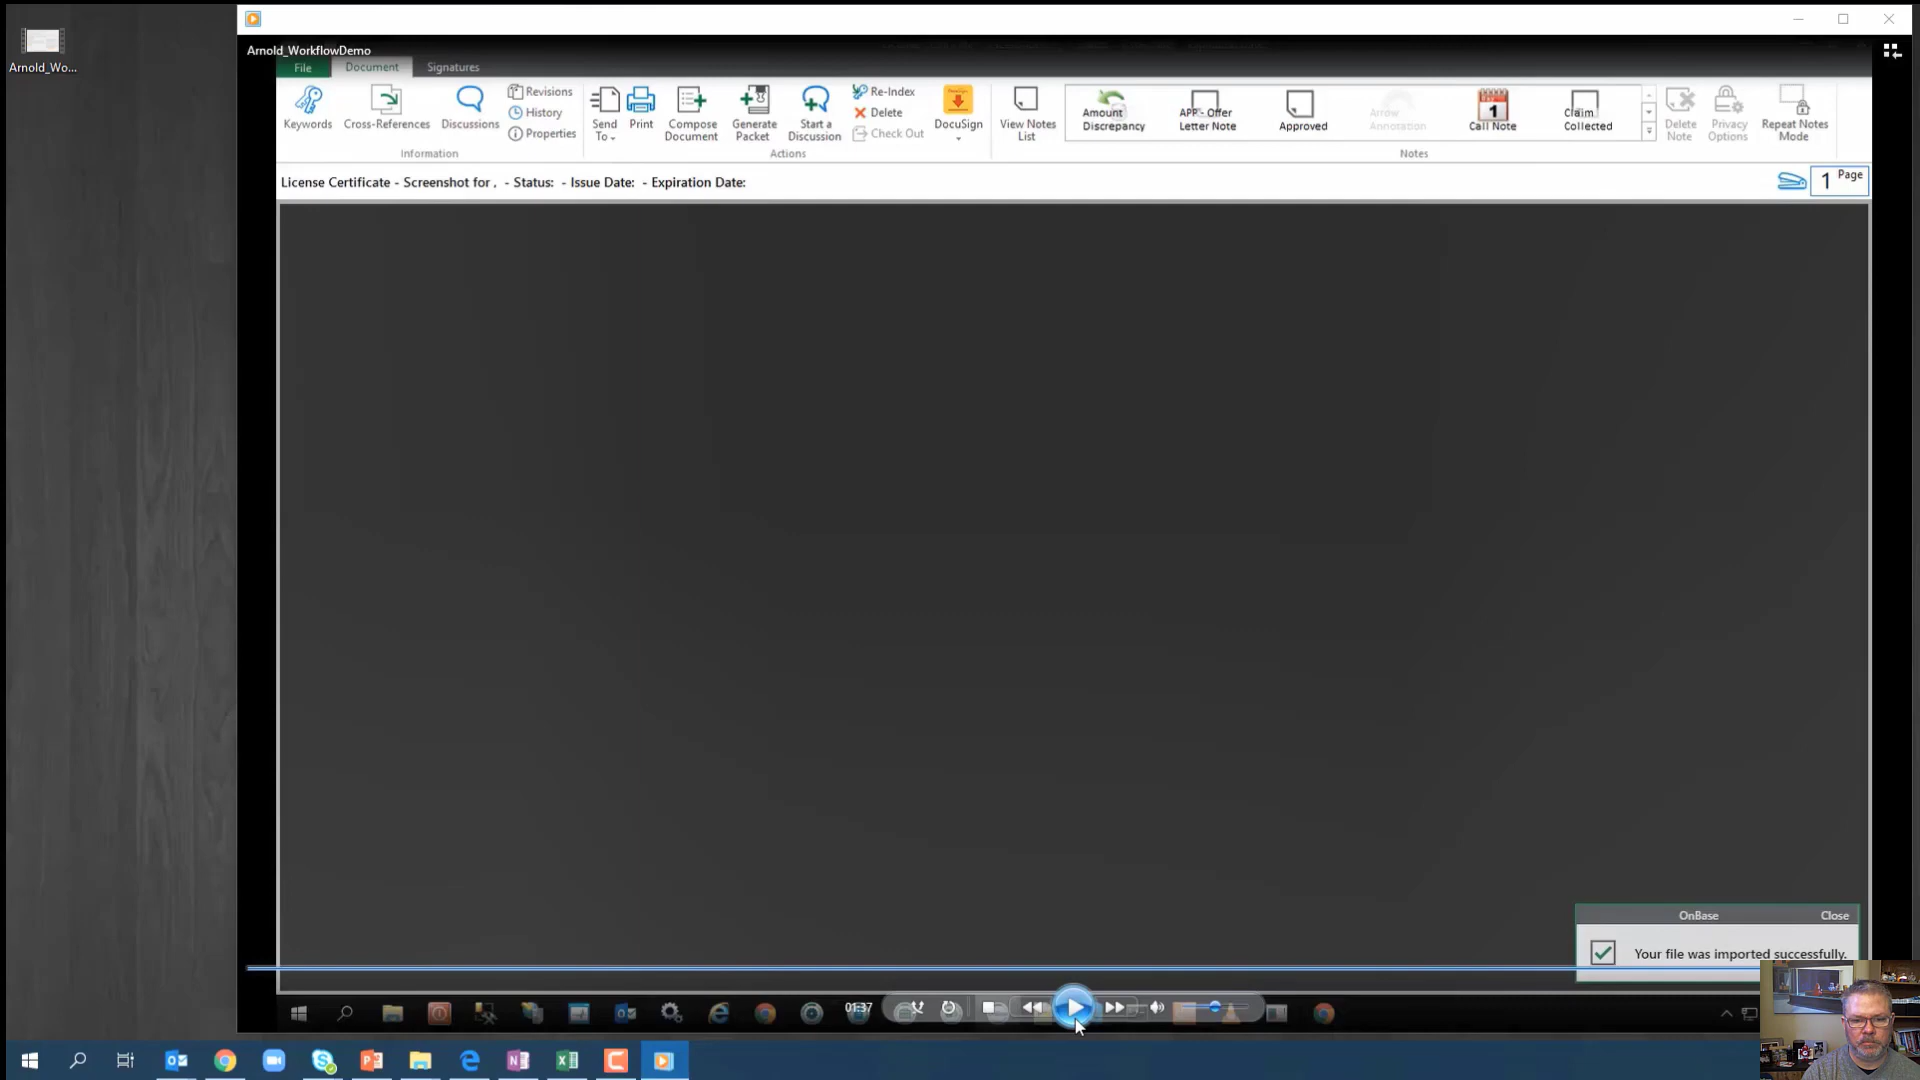 Arnold_Wo...
Arnold_WorkflowDemo
File Document Signatures
Keywords
Cross-References
Discussions
Revisions
History
Properties
Information
Send To
Print
Compose Document
Generate Packet
Start a Discussion
Re-Index
Delete
Check Out
DocuSign
Actions
View Notes List
Amount Discrepancy
APP - Offer Letter Note
Approved
Arrow Annotation
Call Note
Claim Collected
Delete Note
Privacy Options
Repeat Notes Mode
Notes
License Certificate - Screenshot for , - Status: - Issue Date: - Expiration Date:
1 Page
OnBase Close
Your file was imported successfully.
01:37